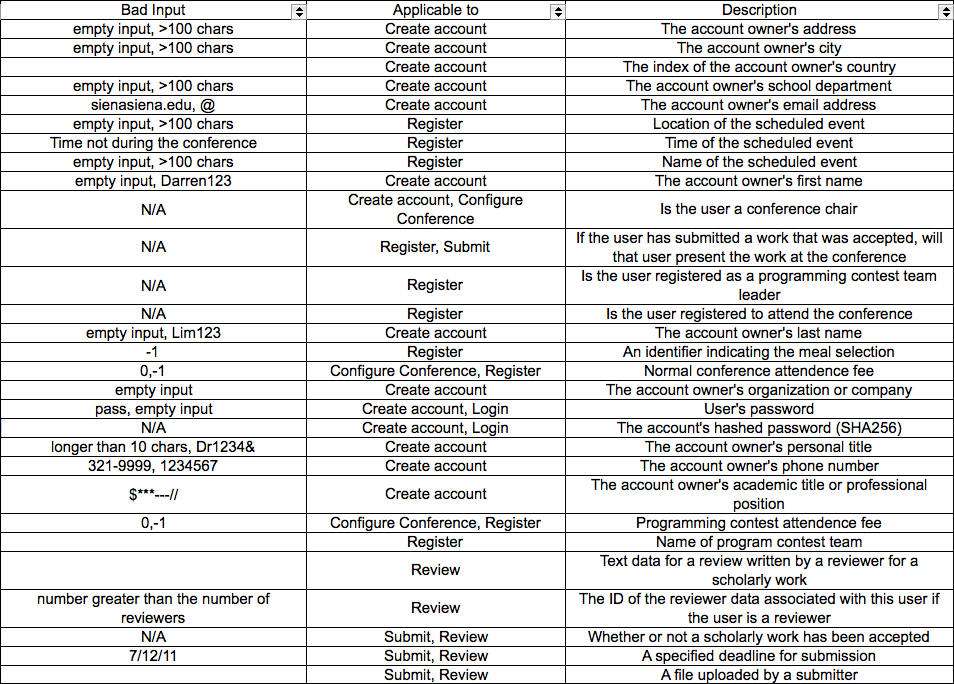 Bad Input Applicable to Description
empty input, >100 chars Create account The account owner's address
empty input, >100 chars Create account The account owner's city
Create account The index of the account owner's country
empty input, >100 chars Create account The account owner's school department
sienasiena.edu, @ Create account The account owner's email address
empty input, >100 chars Register Location of the scheduled event
Time not during the conference Register Time of the scheduled event
empty input, >100 chars Register Name of the scheduled event
empty input, Darren123 Create account The account owner's first name
N/A Create account, Configure Conference Is the user a conference chair
N/A Register, Submit If the user has submitted a work that was accepted, will that user present the work at the conference
N/A Register Is the user registered as a programming contest team leader
N/A Register Is the user registered to attend the conference
empty input, Lim123 Create account The account owner's last name
-1 Register An identifier indicating the meal selection
0,-1 Configure Conference, Register Normal conference attendence fee
empty input Create account The account owner's organization or company
pass, empty input Create account, Login User's password
N/A Create account, Login The account's hashed password (SHA256)
longer than 10 chars, Dr1234& Create account The account owner's personal title
321-9999, 1234567 Create account The account owner's phone number
$***---// Create account The account owner's academic title or professional position
0,-1 Configure Conference, Register Programming contest attendence fee
Register Name of program contest team
Review Text data for a review written by a reviewer for a scholarly work
number greater than the number of reviewers Review The ID of the reviewer data associated with this user if the user is a reviewer
N/A Submit, Review Whether or not a scholarly work has been accepted
7/12/11 Submit, Review A specified deadline for submission
Submit, Review A file uploaded by a submitter